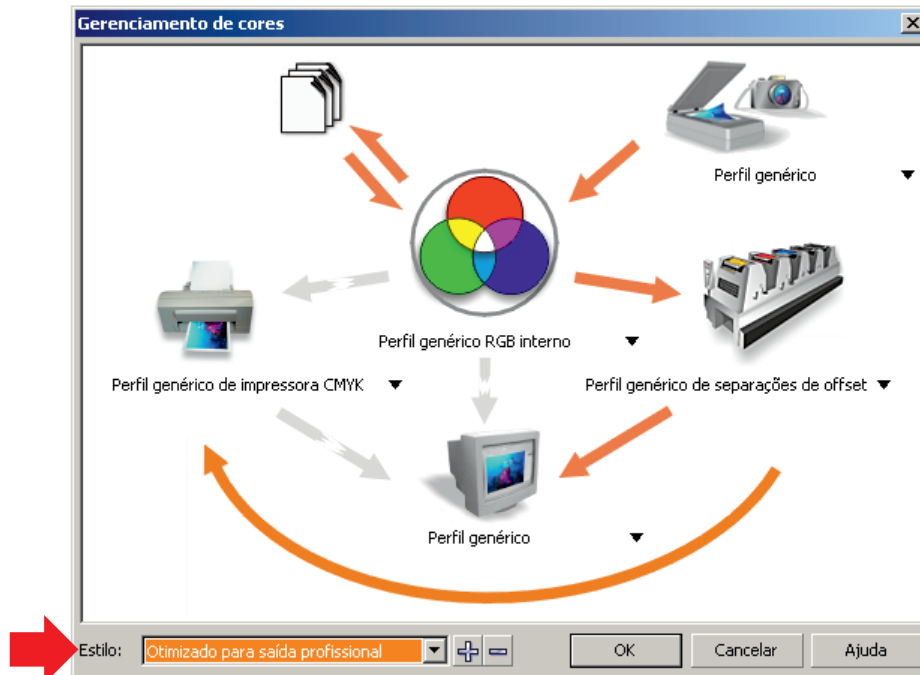 Gerenciamento de cores
Perfil genérico
Perfil genérico RGB interno
Perfil genérico de impressora CMYK
Perfil genérico de separações de offset
Perfil genérico
Estilo:
Otimizado para saída profissional
OK
Cancelar
Ajuda